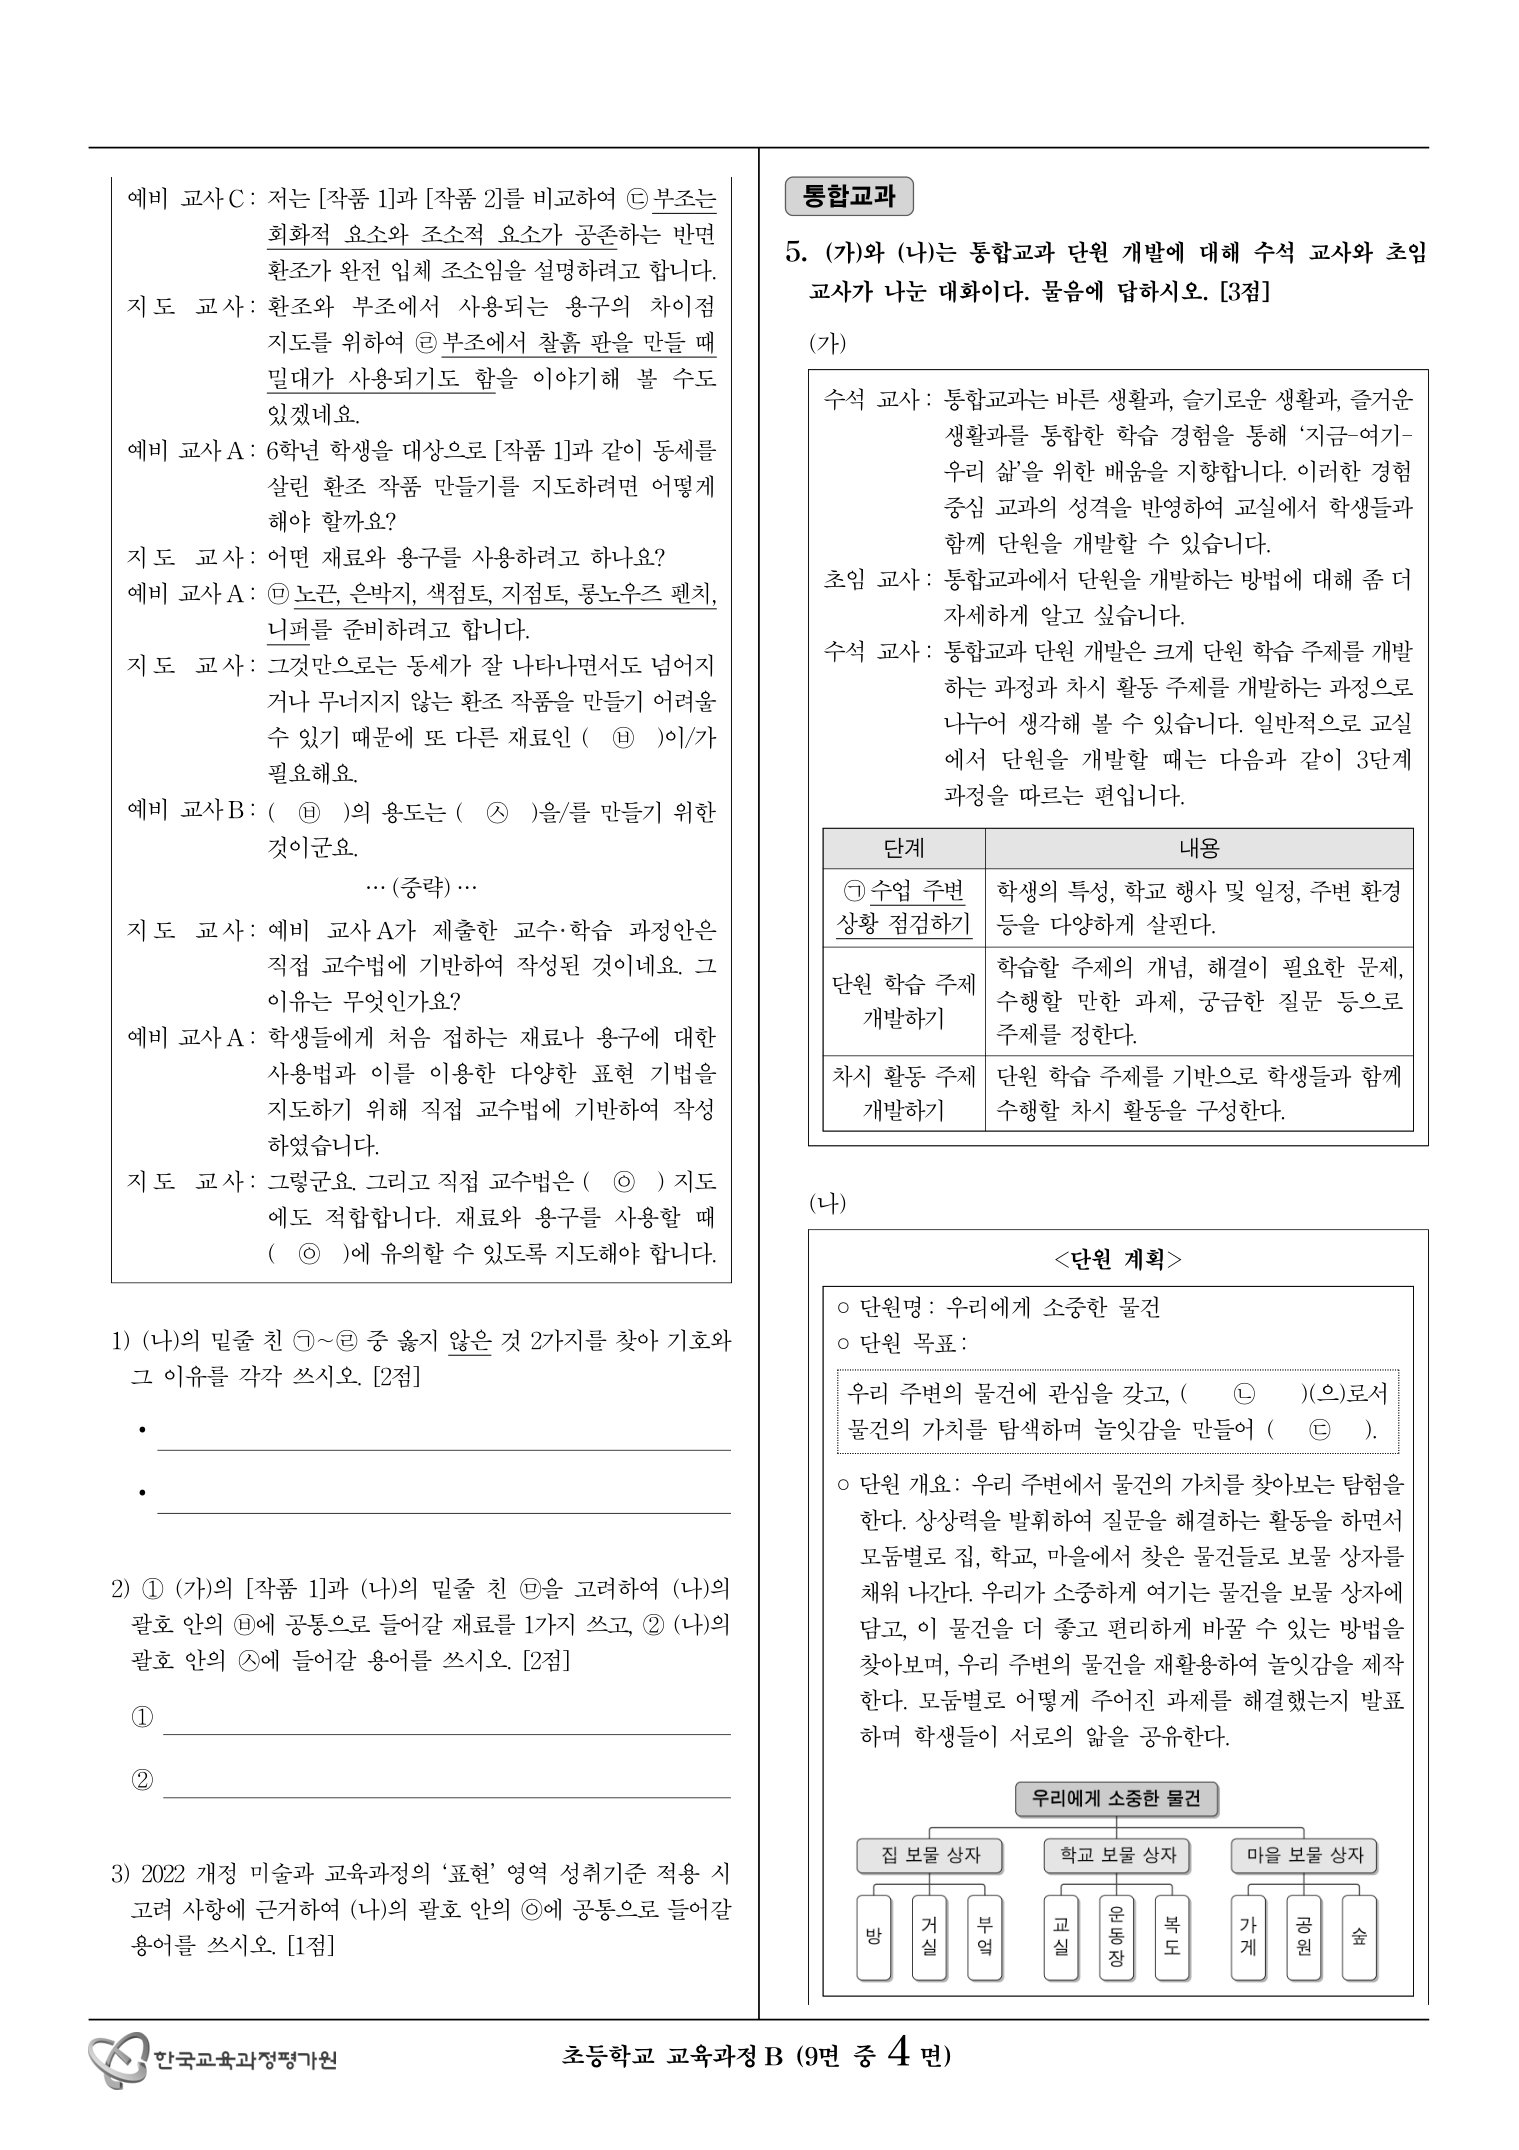 예비 교사 C : 저는 [작품 1]과 [작품 2]를 비교하여 ㉢ 부조는
회화적 요소와 조소적 요소가 공존하는 반면
환조가 완전 입체 조소임을 설명하려고 합니다.
지도 교사 : 환조와 부조에서 사용되는 용구의 차이점
지도를 위하여 ㉣ 부조에서 찰흙 판을 만들 때
밀대가 사용되기도 함을 이야기해 볼 수도
있겠네요.
예비 교사 A : 6학년 학생을 대상으로 [작품 1]과 같이 동세를
살린 환조 작품 만들기를 지도하려면 어떻게
해야 할까요?
지도 교사 : 어떤 재료와 용구를 사용하려고 하나요?
예비 교사 A : ㉤ 노끈, 은박지, 색점토, 지점토, 롱노우즈 펜치,
니퍼를 준비하려고 합니다.
지도 교사 : 그것만으로는 동세가 잘 나타나면서도 넘어지
거나 무너지지 않는 환조 작품을 만들기 어려울
수 있기 때문에 또 다른 재료인 ( ㉥ )이/가
필요해요.
예비 교사 B : ( ㉥ )의 용도는 ( ㉦ )을/를 만들기 위한
것이군요.
… (중략) …
지도 교사 : 예비 교사 A가 제출한 교수·학습 과정안은
직접 교수법에 기반하여 작성된 것이네요. 그
이유는 무엇인가요?
예비 교사 A : 학생들에게 처음 접하는 재료나 용구에 대한
사용법과 이를 이용한 다양한 표현 기법을
지도하기 위해 직접 교수법에 기반하여 작성
하였습니다.
지도 교사 : 그렇군요. 그리고 직접 교수법은 ( ㉧ ) 지도
에도 적합합니다. 재료와 용구를 사용할 때
( ㉧ )에 유의할 수 있도록 지도해야 합니다.
1) (나)의 밑줄 친 ㉠~㉣ 중 옳지 않은 것 2가지를 찾아 기호와
그 이유를 각각 쓰시오. [2점]
•
•
2) ① (가)의 [작품 1]과 (나)의 밑줄 친 ㉤을 고려하여 (나)의
괄호 안의 ㉥에 공통으로 들어갈 재료를 1가지 쓰고, ② (나)의
괄호 안의 ㉦에 들어갈 용어를 쓰시오. [2점]
①
②
3) 2022 개정 미술과 교육과정의 ‘표현’ 영역 성취기준 적용 시
고려 사항에 근거하여 (나)의 괄호 안의 ㉧에 공통으로 들어갈
용어를 쓰시오. [1점]
통합교과
5. (가)와 (나)는 통합교과 단원 개발에 대해 수석 교사와 초임
교사가 나눈 대화이다. 물음에 답하시오. [3점]
(가)
수석 교사 : 통합교과는 바른 생활과, 슬기로운 생활과, 즐거운
생활과를 통합한 학습 경험을 통해 ‘지금-여기-
우리 삶’을 위한 배움을 지향합니다. 이러한 경험
중심 교과의 성격을 반영하여 교실에서 학생들과
함께 단원을 개발할 수 있습니다.
초임 교사 : 통합교과에서 단원을 개발하는 방법에 대해 좀 더
자세하게 알고 싶습니다.
수석 교사 : 통합교과 단원 개발은 크게 단원 학습 주제를 개발
하는 과정과 차시 활동 주제를 개발하는 과정으로
나누어 생각해 볼 수 있습니다. 일반적으로 교실
에서 단원을 개발할 때는 다음과 같이 3단계
과정을 따르는 편입니다.
단계 내용
㉠ 수업 주변
상황 점검하기
학생의 특성, 학교 행사 및 일정, 주변 환경
등을 다양하게 살핀다.
단원 학습 주제
개발하기
학습할 주제의 개념, 해결이 필요한 문제,
수행할 만한 과제, 궁금한 질문 등으로
주제를 정한다.
차시 활동 주제
개발하기
단원 학습 주제를 기반으로 학생들과 함께
수행할 차시 활동을 구성한다.
(나)
<단원 계획>
○ 단원명 : 우리에게 소중한 물건
○ 단원 목표 :
우리 주변의 물건에 관심을 갖고, ( ㉡ )(으)로서
물건의 가치를 탐색하며 놀잇감을 만들어 ( ㉢ ).
○ 단원 개요 : 우리 주변에서 물건의 가치를 찾아보는 탐험을
한다. 상상력을 발휘하여 질문을 해결하는 활동을 하면서
모둠별로 집, 학교, 마을에서 찾은 물건들로 보물 상자를
채워 나간다. 우리가 소중하게 여기는 물건을 보물 상자에
담고, 이 물건을 더 좋고 편리하게 바꿀 수 있는 방법을
찾아보며, 우리 주변의 물건을 재활용하여 놀잇감을 제작
한다. 모둠별로 어떻게 주어진 과제를 해결했는지 발표
하며 학생들이 서로의 앎을 공유한다.
우리에게 소중한 물건
집 보물 상자 학교 보물 상자 마을 보물 상자
방 거실 부엌 교실 운동장 복도 가게 공원 숲
한국교육과정평가원
초등학교 교육과정 B (9면 중 4 면)